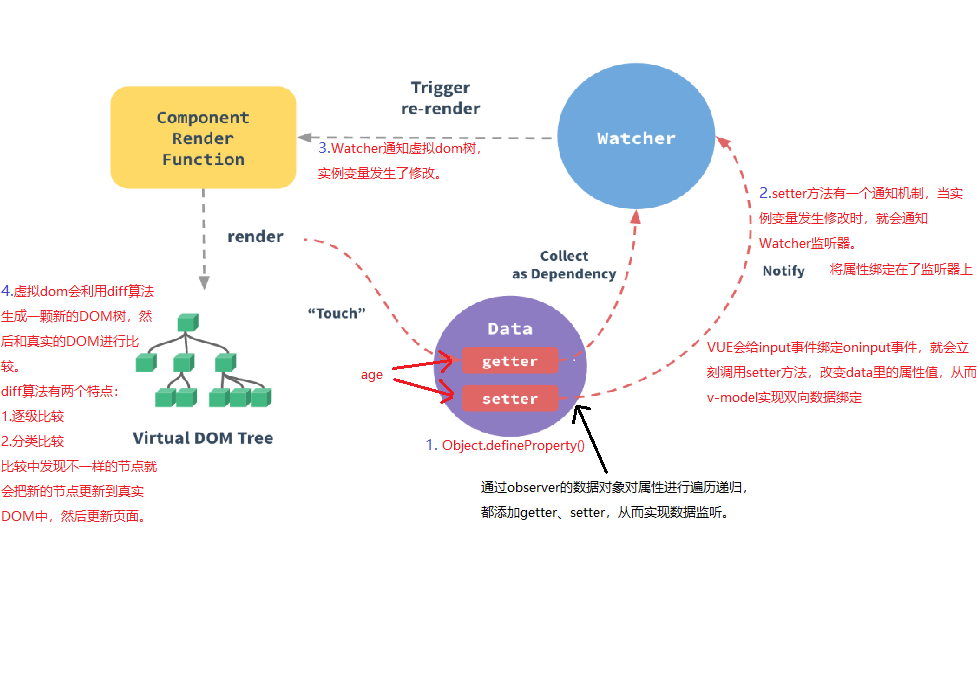 Trigger
re-render
Component
Render
Function
Watcher
3.Watcher通知虚拟dom树,
实例变量发生了修改。
2.setter方法有一个通知机制，当实
例变量发生修改时，就会通知
Watcher监听器。
render
Collect
as Dependency
Notify
将属性绑定在了监听器上
4.虚拟dom会利用diff算法
生成一颗新的DOM树，然
后和真实的DOM进行比
较。
diff算法有两个特点：
1.逐级比较
2.分类比较
比较中发现不一样的节点就
会把新的节点更新到真实
DOM中，然后更新页面。
“Touch”
Data
getter
setter
age
VUE会给input事件绑定oninput事件，就会立
刻调用setter方法，改变data里的属性值，从而
v-model实现双向数据绑定
Virtual DOM Tree
1. Object.defineProperty()
通过observer的数据对象对属性进行遍历递归，
都添加getter、setter，从而实现数据监听。